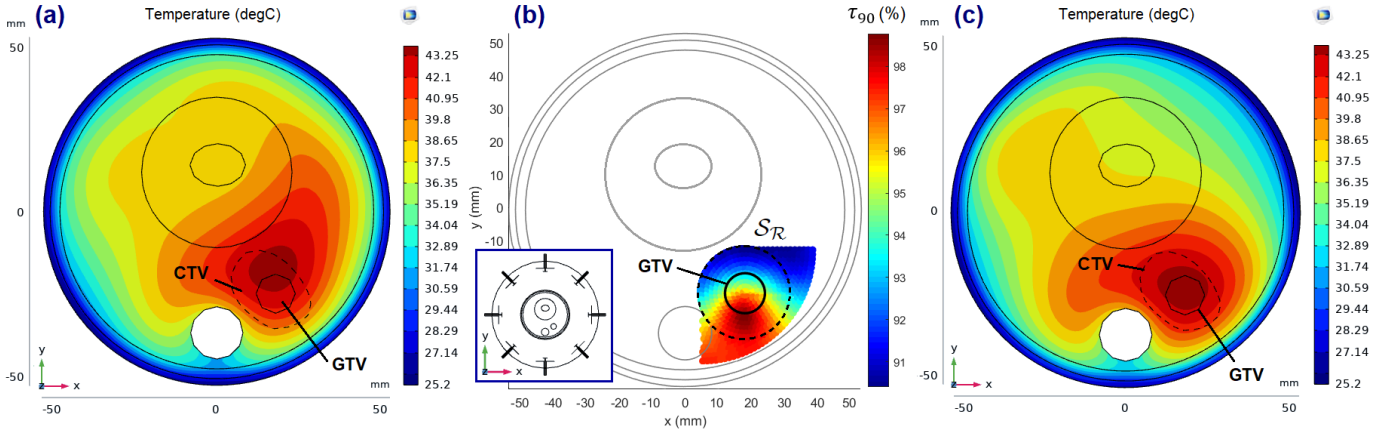 (a)
Temperature (degC)
mm
50
0
-50
-50
0
50
mm
CTV
GTV
y
z
x
43.25
42.1
40.95
39.8
38.65
37.5
36.35
35.2
34.04
32.89
31.74
30.59
29.44
28.29
27.14
25.2
(b)
τ90 (%)
50
40
30
20
10
0
-10
y (mm)
-50
-40
-30
-20
-10
0
10
20
30
40
50
x (mm)
S_R
GTV
y
z
x
98
97
96
95
94
93
92
91
(c)
Temperature (degC)
mm
50
0
-50
-50
0
50
mm
CTV
GTV
y
z
x
43.25
42.1
40.95
39.8
38.65
37.5
36.35
35.2
34.04
32.89
31.74
30.59
29.44
28.29
27.14
25.2